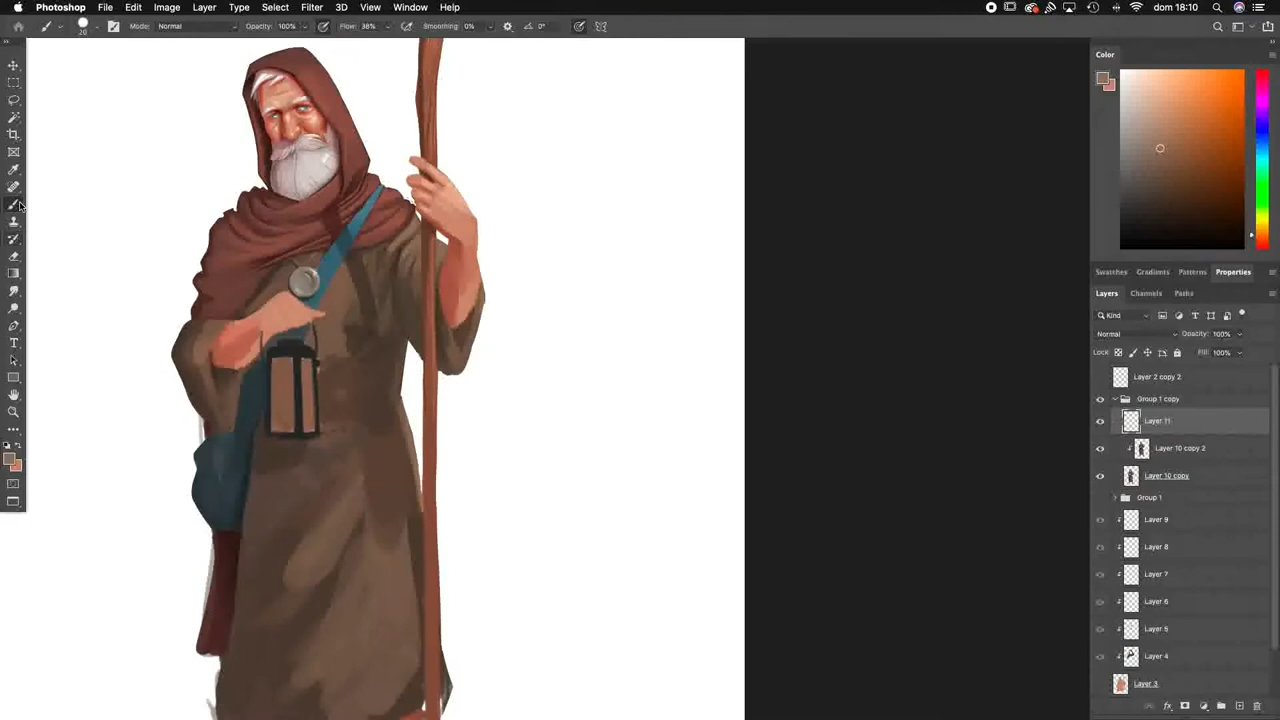 Photoshop File Edit Image Layer Type Select Filter 3D View Window Help dom 18:10
20 Mode: Normal Opacity: 100% Flow: 38% Smoothing: 0% 0°
Color
Swatches Gradients Patterns Properties
Layers Channels Paths
Kind
Normal Opacity: 100%
Lock: Fill: 100%
Layer 2 copy 2
Group 1 copy
Layer 11
Layer 10 copy 2
Layer 10 copy
Group 1
Layer 9
Layer 8
Layer 7
Layer 6
Layer 5
Layer 4
Layer 3
fx